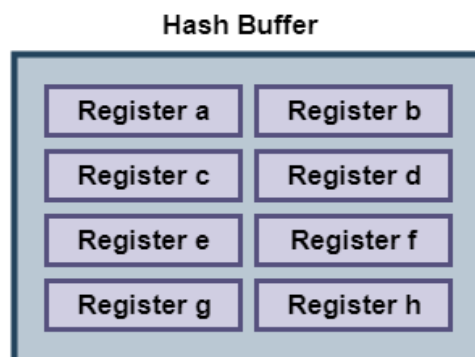 Hash Buffer
Register a Register b
Register c Register d
Register e Register f
Register g Register h